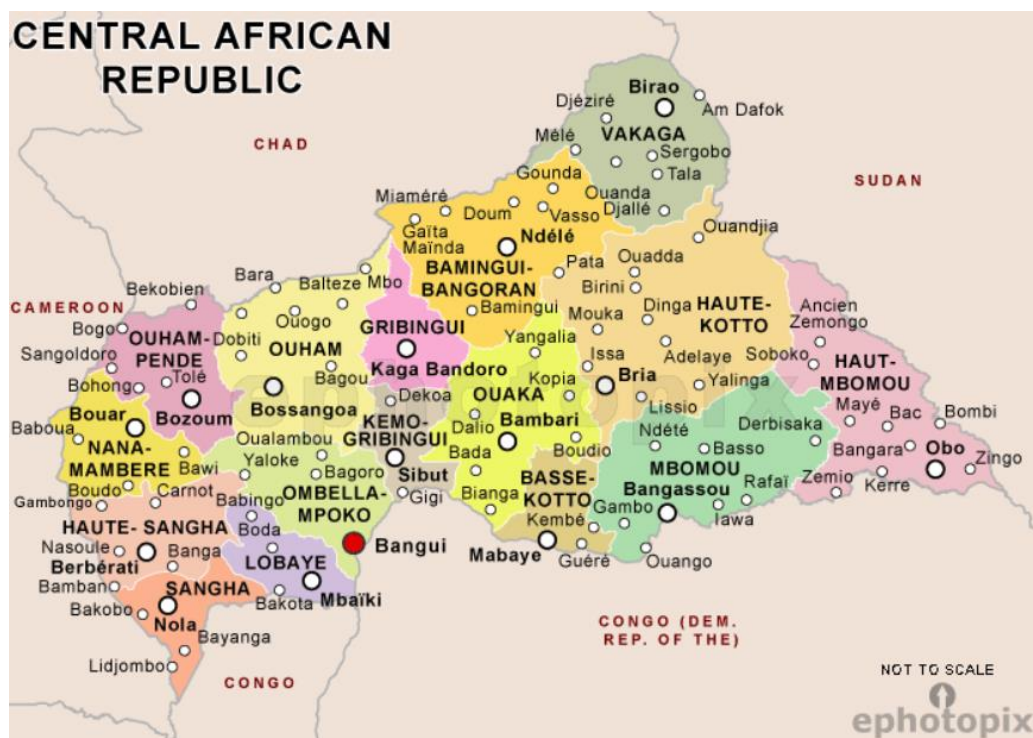 CENTRAL AFRICAN
REPUBLIC
CHAD
SUDAN
CAMEROON
Birao
Djéziré
Am Dafok
VAKAGA
Mélé
Sergobo
Tala
Gounda
Ouanda
Djallé
Miaméré
Doum
Vasso
Gaïta
Maïnda
Ndélé
Ouandjia
BAMINGUI-
BANGORAN
Pata
Ouadda
Birini
Bara
Balteze
Mbo
Bekobien
Bamingui
Mouka
Dinga
HAUTE-
KOTTO
Ancien
Zemongo
Bogo
OUHAM-
PENDE
Ouogo
Dobiti
OUHAM
GRIBINGUI
Kaga Bandoro
Yangalia
Issa
Adelaye
Soboko
HAUT-
MBOMOU
Sangoldoro
Bohong
Tolé
Bozoum
Bagou
Bossangoa
Dekoa
OUAKA
Kopia
Bria
Yalinga
Lissio
Mayé
Bac
Bombi
Bouar
Baboua
NANA-
MAMBERE
Bawi
Boudo
Oualambou
Yaloke
KEMO-
GRIBINGUI
Sibut
Gigi
Dalio
Bambari
Bada
Boudio
Ndété
Basso
Derbisaka
Bangara
Obo
Zingo
Kerre
Zemio
MBOMOU
Bangassou
Rafaï
Iawa
Bagoro
Babingo
OMBELLA-
MPOKO
Bianga
BASSE-
KOTTO
Kembé
Gambo
Gambongo
Carnot
HAUTE- SANGHA
Nasoule
Banga
Berbérati
Boda
LOBAYE
Bangui
Mabaye
Guéré
Ouango
Bamban
SANGHA
Bakota
Mbaïki
Bakobo
Nola
Bayanga
Lidjombo
CONGO
CONGO (DEM.
REP. OF THE)
NOT TO SCALE
ephotopix
ephotopix